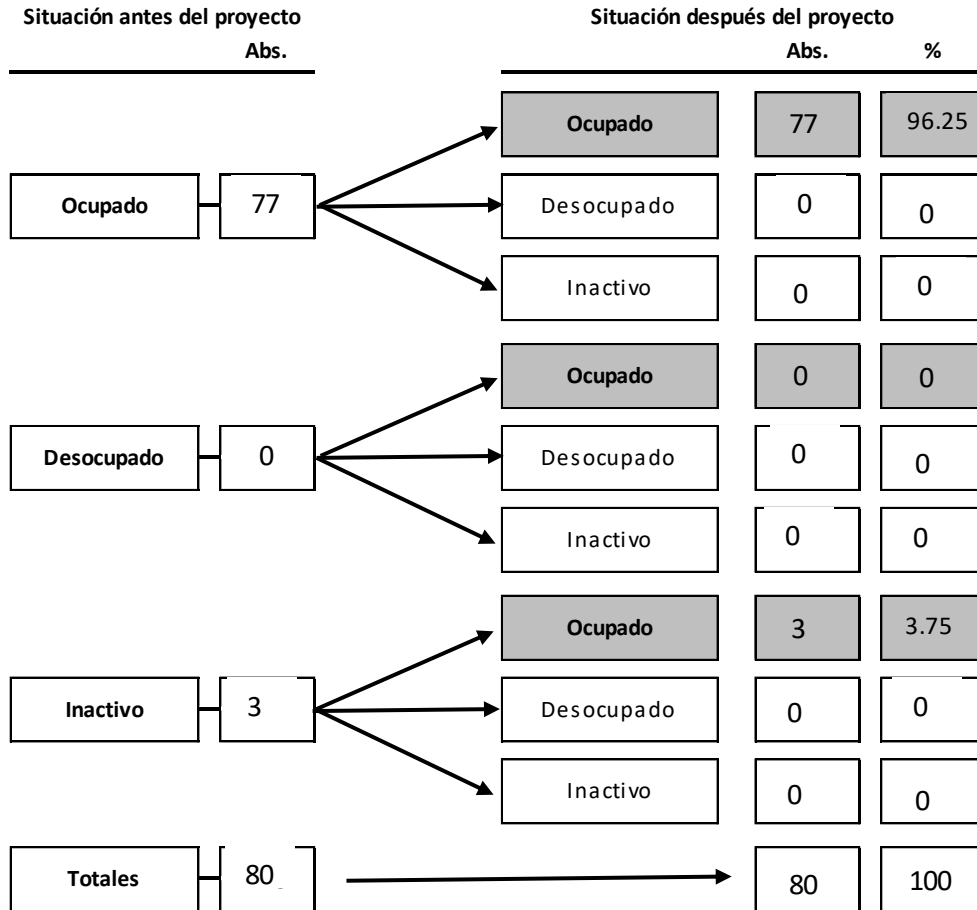 Situación antes del proyecto Situación después del proyecto
Abs. Abs. %
Ocupado 77 96.25
Ocupado 77 Desocupado 0 0
Inactivo 0 0
Ocupado 0 0
Desocupado 0 Desocupado 0 0
Inactivo 0 0
Ocupado 3 3.75
Inactivo 3 Desocupado 0 0
Inactivo 0 0
Totales 80 80 100